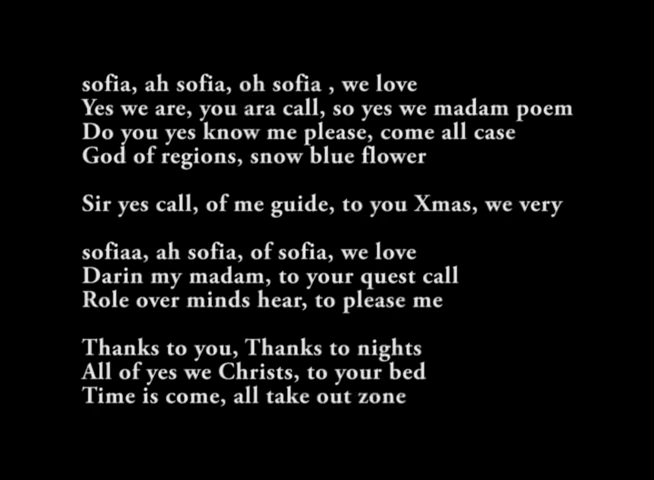 sofia, ah sofia, oh sofia , we love
Yes we are, you ara call, so yes we madam poem
Do you yes know me please, come all case
God of regions, snow blue flower
Sir yes call, of me guide, to you Xmas, we very
sofiaa, ah sofia, of sofia, we love
Darin my madam, to your quest call
Role over minds hear, to please me
Thanks to you, Thanks to nights
All of yes we Christs, to your bed
Time is come, all take out zone